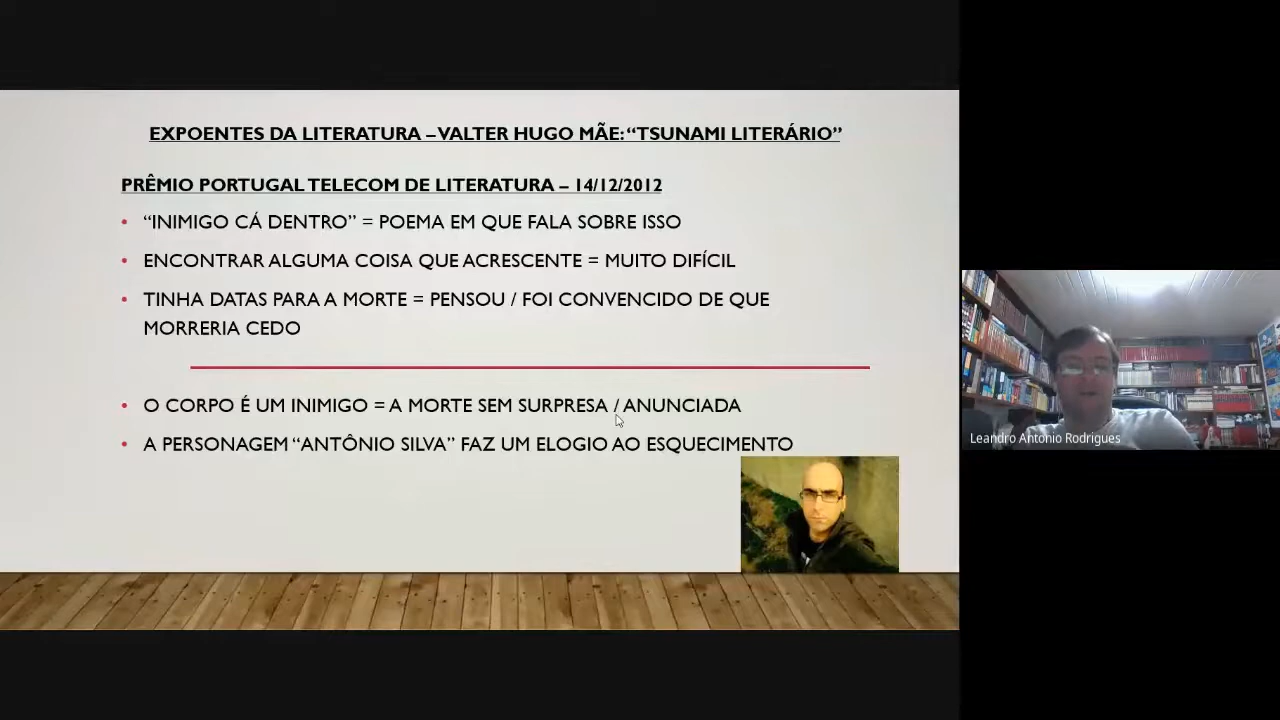 EXPOENTES DA LITERATURA – VALTER HUGO MÃE: “TSUNAMI LITERÁRIO”
PRÊMIO PORTUGAL TELECOM DE LITERATURA – 14/12/2012
• “INIMIGO CÁ DENTRO” = POEMA EM QUE FALA SOBRE ISSO
• ENCONTRAR ALGUMA COISA QUE ACRESCENTE = MUITO DIFÍCIL
• TINHA DATAS PARA A MORTE = PENSOU / FOI CONVENCIDO DE QUE
MORRERIA CEDO
• O CORPO É UM INIMIGO = A MORTE SEM SURPRESA / ANUNCIADA
• A PERSONAGEM “ANTÔNIO SILVA” FAZ UM ELOGIO AO ESQUECIMENTO
Leandro Antonio Rodrigues